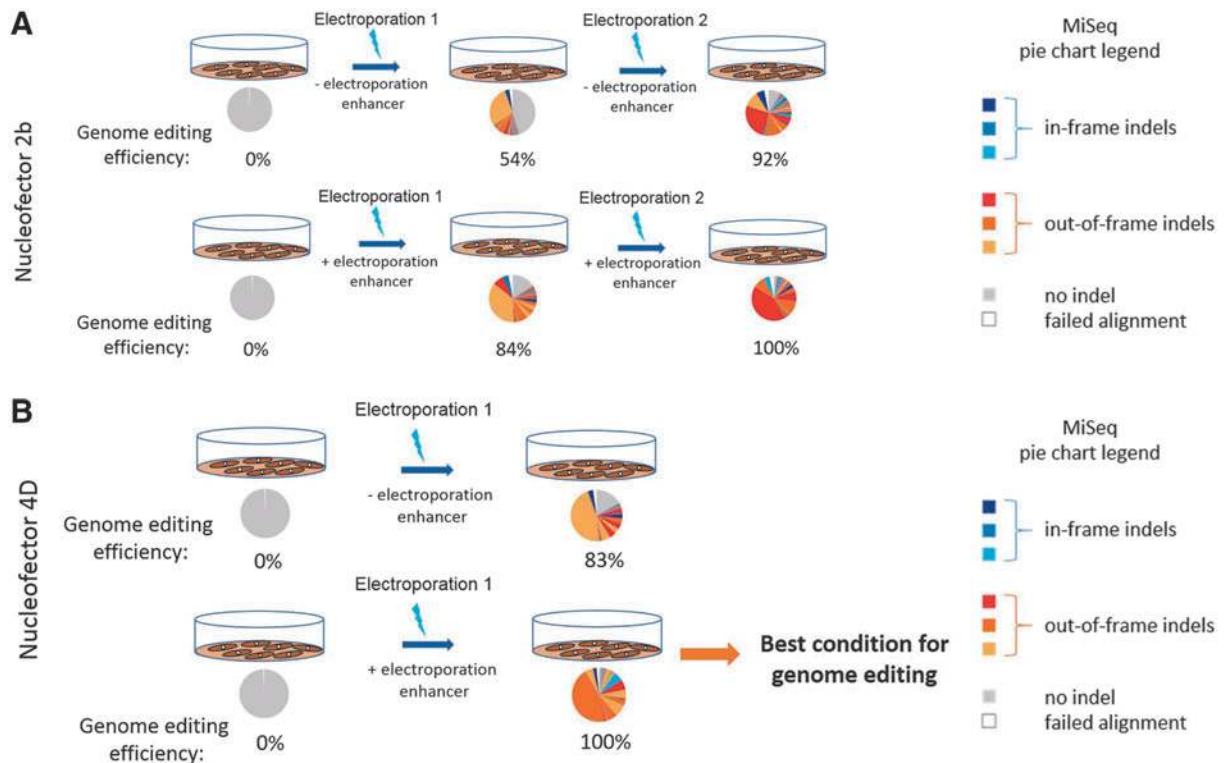 A
Nucleofector 2b
Electroporation 1
- electroporation
enhancer
Electroporation 2
- electroporation
enhancer
Genome editing
efficiency:
0%
54%
92%
Electroporation 1
+ electroporation
enhancer
Electroporation 2
+ electroporation
enhancer
Genome editing
efficiency:
0%
84%
100%
MiSeq
pie chart legend
in-frame indels
out-of-frame indels
no indel
failed alignment
B
Nucleofector 4D
Electroporation 1
- electroporation
enhancer
Genome editing
efficiency:
0%
83%
Electroporation 1
+ electroporation
enhancer
Genome editing
efficiency:
0%
100%
Best condition for
genome editing
MiSeq
pie chart legend
in-frame indels
out-of-frame indels
no indel
failed alignment